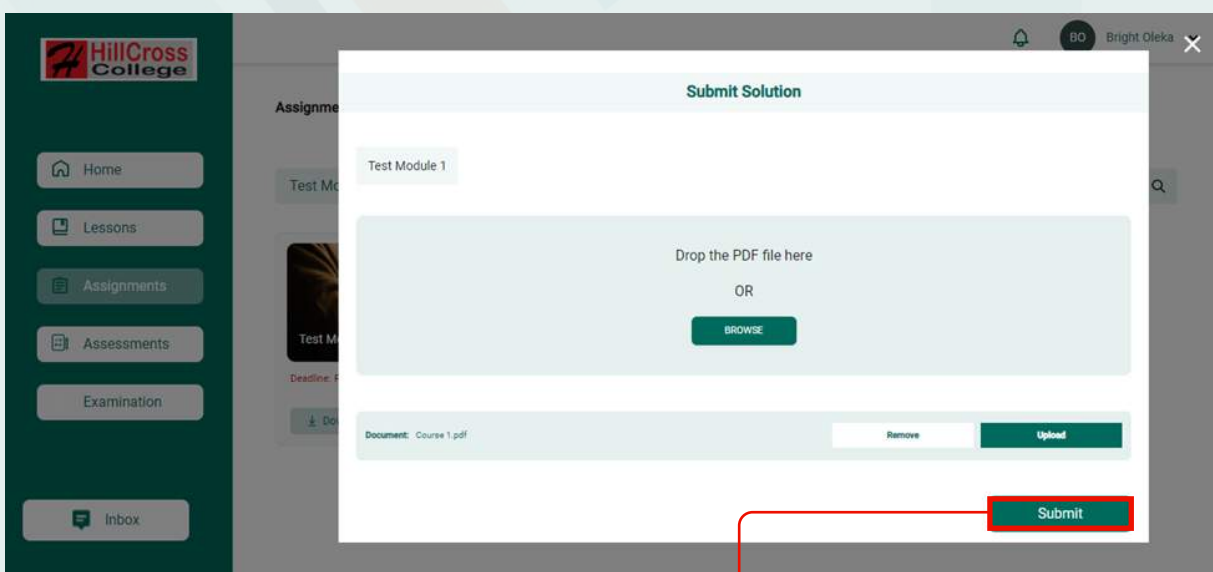 HillCross
College
Home
Lessons
Assignments
Assessments
Examination
Inbox
BO
Bright Oleka
Assignme
Test Mo
Test M
Deadline: F
Dow
Submit Solution
Test Module 1
Drop the PDF file here
OR
BROWSE
Document: Course 1.pdf
Remove
Upload
Submit